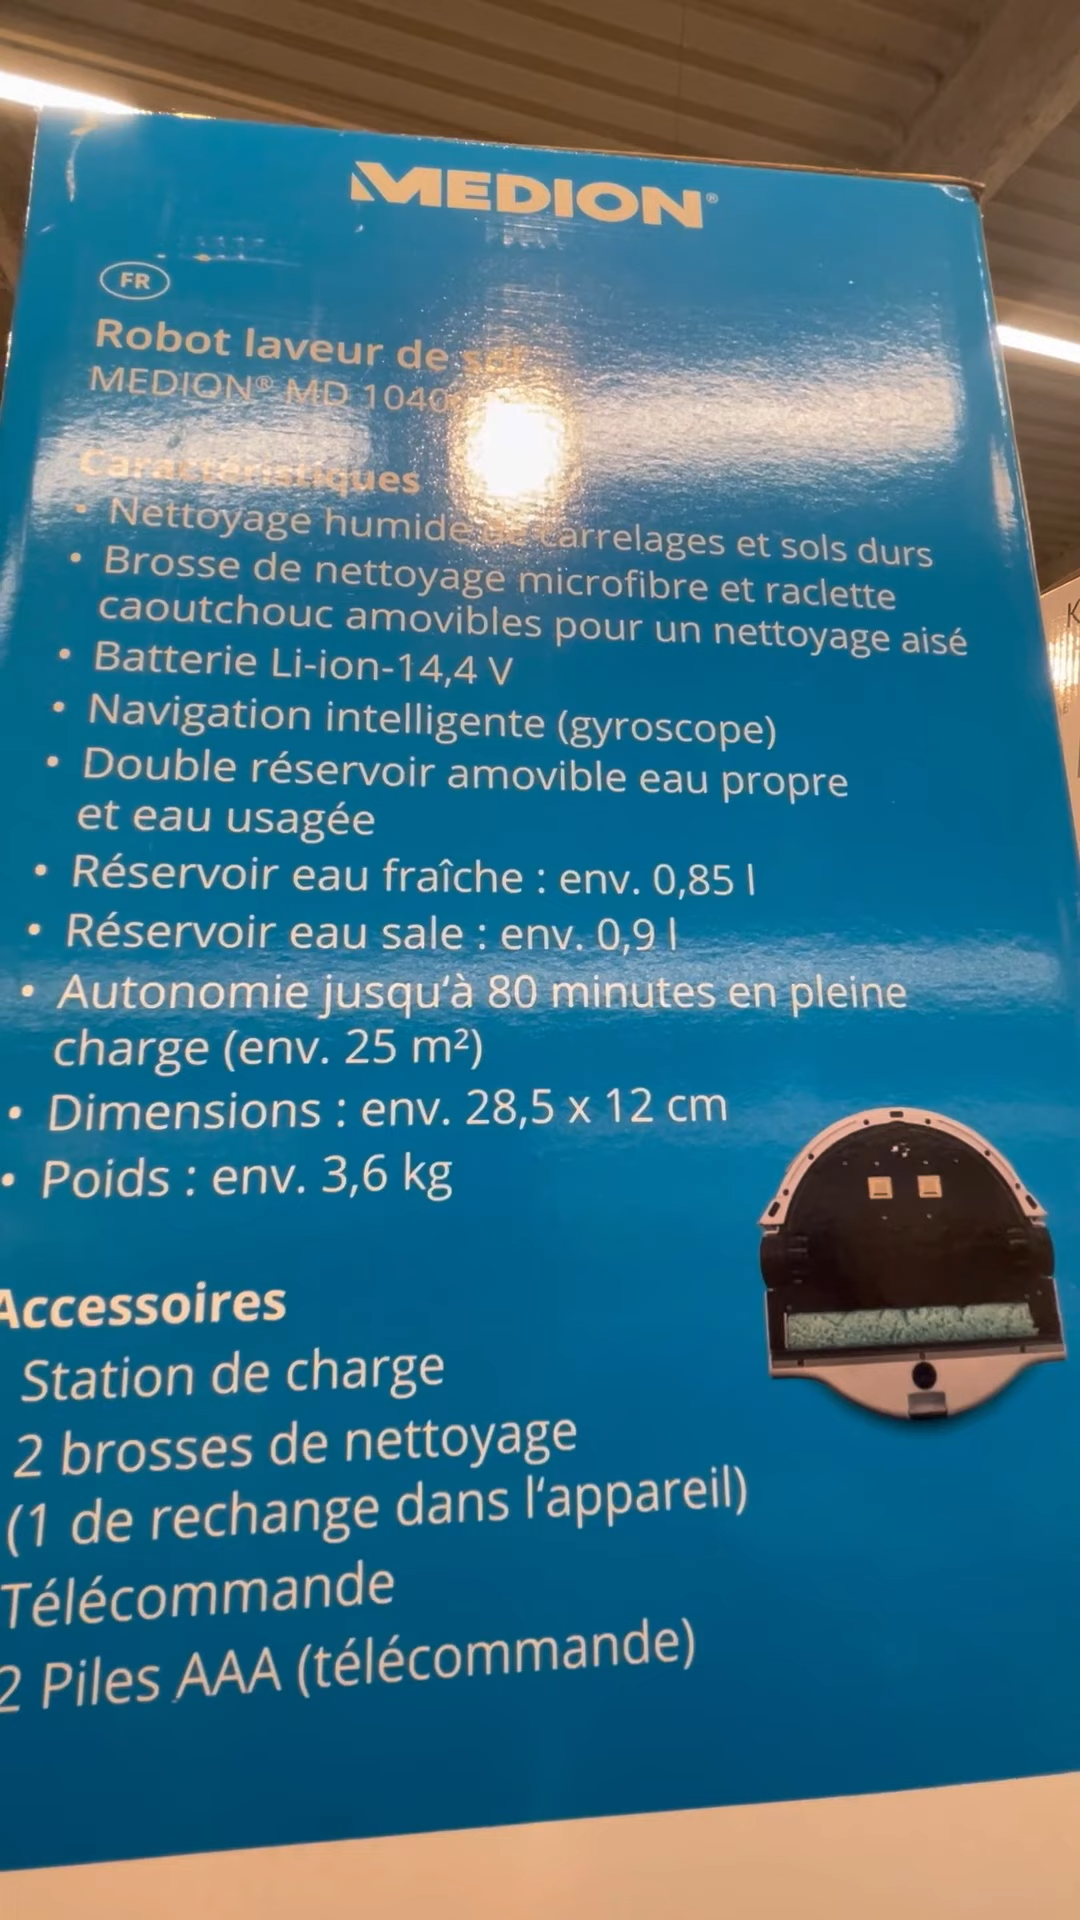 MEDION®
FR
Robot laveur de sol
MEDION® MD 1040
Caractéristiques
• Nettoyage humide de carrelages et sols durs
• Brosse de nettoyage microfibre et raclette
caoutchouc amovibles pour un nettoyage aisé
• Batterie Li-ion-14,4 V
• Navigation intelligente (gyroscope)
• Double réservoir amovible eau propre
et eau usagée
• Réservoir eau fraîche : env. 0,85 l
• Réservoir eau sale : env. 0,9 l
• Autonomie jusqu‘à 80 minutes en pleine
charge (env. 25 m²)
• Dimensions : env. 28,5 x 12 cm
• Poids : env. 3,6 kg
Accessoires
Station de charge
2 brosses de nettoyage
(1 de rechange dans l‘appareil)
Télécommande
2 Piles AAA (télécommande)